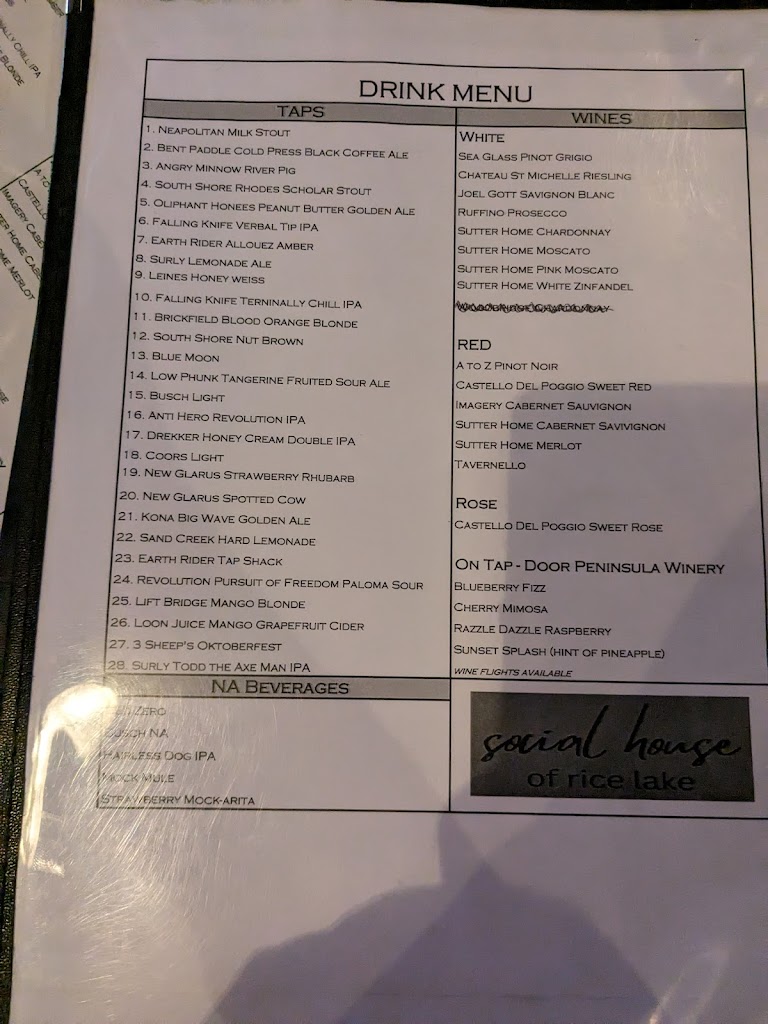 DRINK MENU
TAPS
1. NEAPOLITAN MILK STOUT
2. BENT PADDLE COLD PRESS BLACK COFFEE ALE
3. ANGRY MINNOW RIVER PIG
4. SOUTH SHORE RHODES SCHOLAR STOUT
5. OLIPHANT HONEES PEANUT BUTTER GOLDEN ALE
6. FALLING KNIFE VERBAL TIP IPA
7. EARTH RIDER ALLOUEZ AMBER
8. SURLY LEMONADE ALE
9. LEINES HONEY WEISS
10. FALLING KNIFE TERNINALLY CHILL IPA
11. BRICKFIELD BLOOD ORANGE BLONDE
12. SOUTH SHORE NUT BROWN
13. BLUE MOON
14. LOW PHUNK TANGERINE FRUITED SOUR ALE
15. BUSCH LIGHT
16. ANTI HERO REVOLUTION IPA
17. DREKKER HONEY CREAM DOUBLE IPA
18. COORS LIGHT
19. NEW GLARUS STRAWBERRY RHUBARB
20. NEW GLARUS SPOTTED COW
21. KONA BIG WAVE GOLDEN ALE
22. SAND CREEK HARD LEMONADE
23. EARTH RIDER TAP SHACK
24. REVOLUTION PURSUIT OF FREEDOM PALOMA SOUR
25. LIFT BRIDGE MANGO BLONDE
26. LOON JUICE MANGO GRAPEFRUIT CIDER
27. 3 SHEEP'S OKTOBERFEST
28. SURLY TODD THE AXE MAN IPA
NA BEVERAGES
ZERO
BUSCH NA
HAIRLESS DOG IPA
MOCK MULE
STRAWBERRY MOCK-ARITA
WINES
WHITE
SEA GLASS PINOT GRIGIO
CHATEAU ST MICHELLE RIESLING
JOEL GOTT SAVIGNON BLANC
RUFFINO PROSECCO
SUTTER HOME CHARDONNAY
SUTTER HOME MOSCATO
SUTTER HOME PINK MOSCATO
SUTTER HOME WHITE ZINFANDEL
RED
A TO Z PINOT NOIR
CASTELLO DEL POGGIO SWEET RED
IMAGERY CABERNET SAUVIGNON
SUTTER HOME CABERNET SAVIVIGNON
SUTTER HOME MERLOT
TAVERNELLO
ROSE
CASTELLO DEL POGGIO SWEET ROSE
ON TAP - DOOR PENINSULA WINERY
BLUEBERRY FIZZ
CHERRY MIMOSA
RAZZLE DAZZLE RASPBERRY
SUNSET SPLASH (HINT OF PINEAPPLE)
WINE FLIGHTS AVAILABLE
social house
of rice lake